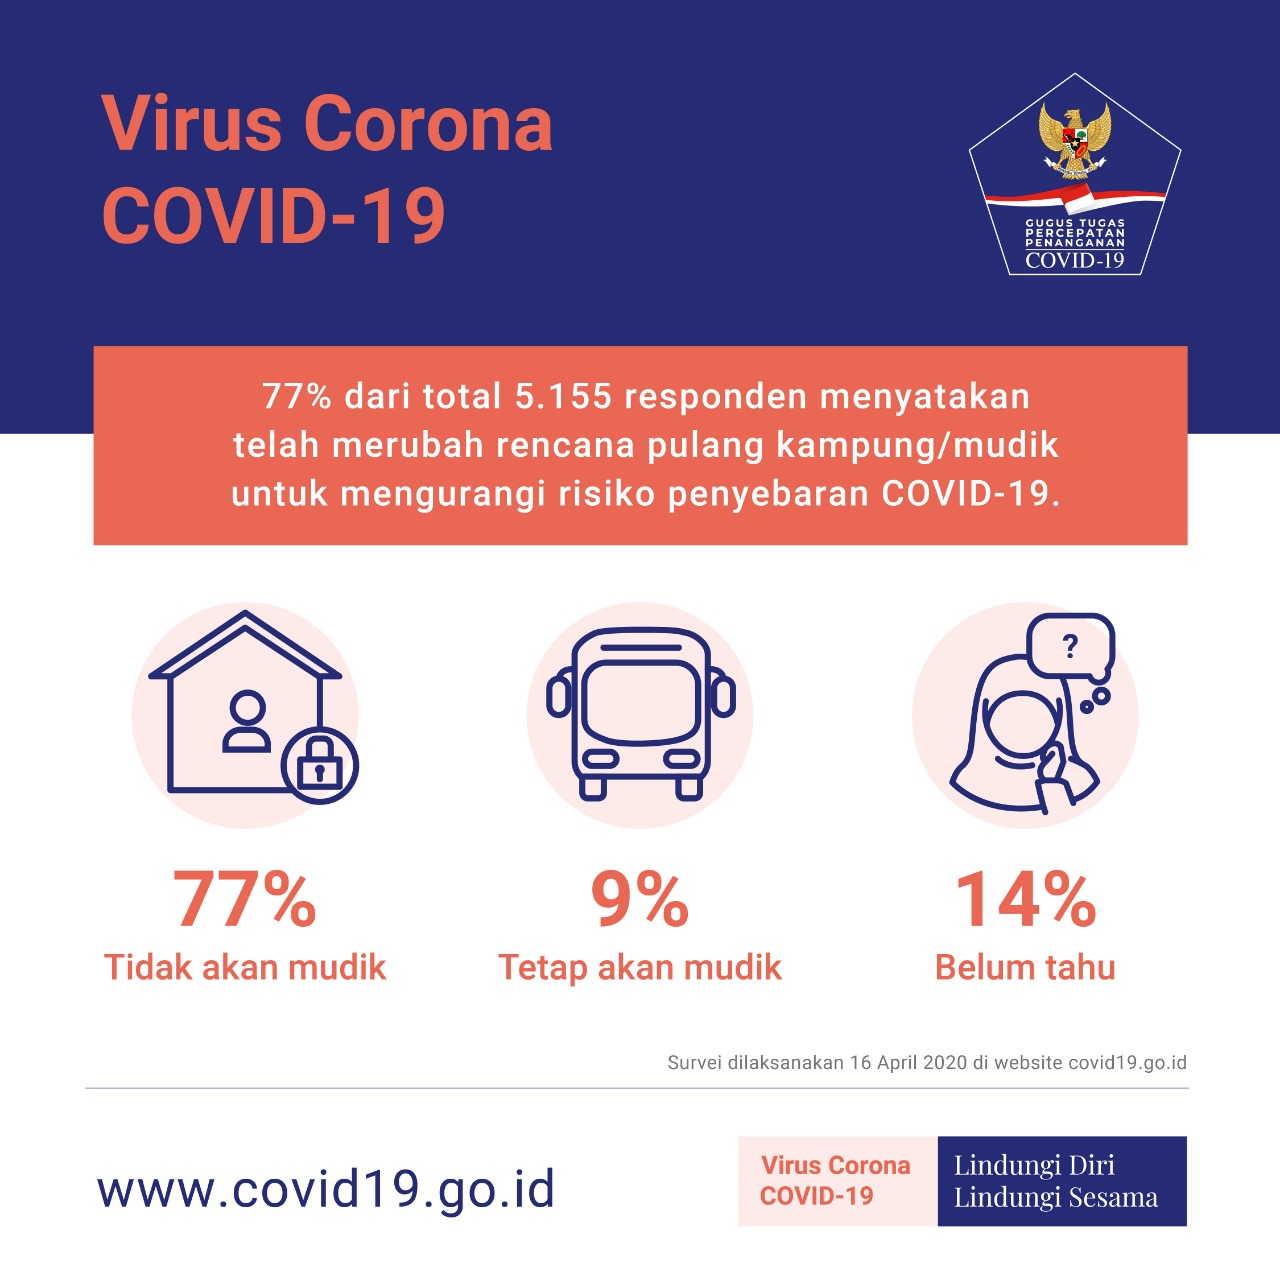 Virus Corona
COVID-19
GUGUS TUGAS
PERCEPATAN
PENANGANAN
COVID-19
77% dari total 5.155 responden menyatakan
telah merubah rencana pulang kampung/mudik
untuk mengurangi risiko penyebaran COVID-19.
?
77%
Tidak akan mudik
9%
Tetap akan mudik
14%
Belum tahu
Survei dilaksanakan 16 April 2020 di website covid19.go.id
www.covid19.go.id
Virus Corona
COVID-19
Lindungi Diri
Lindungi Sesama